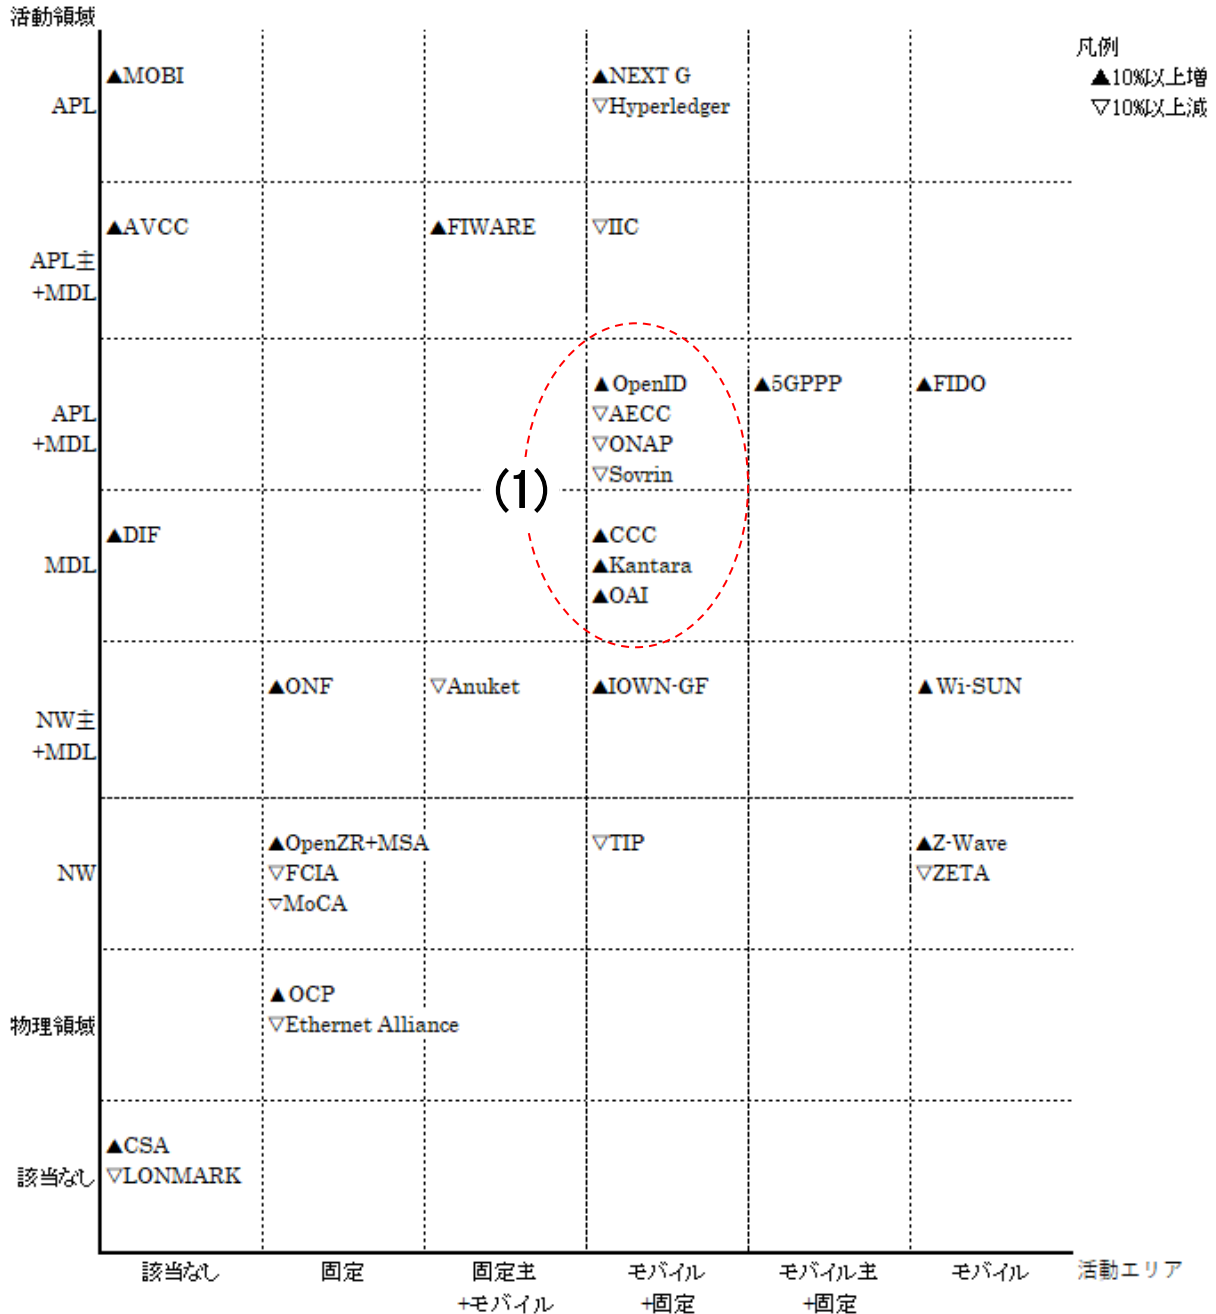 活動領域
凡例
▲10%以上増
▽10%以上減
APL
▲MOBI
▲NEXT G
▽Hyperledger
APL主
+MDL
▲AVCC
▲FIWARE
▽IIC
APL
+MDL
▲OpenID
▽AECC
▽ONAP
▽Sovrin
▲5GPPP
▲FIDO
(1)
MDL
▲DIF
▲CCC
▲Kantara
▲OAI
NW主
+MDL
▲ONF
▽Anuket
▲IOWN-GF
▲Wi-SUN
NW
▲OpenZR+MSA
▽FCIA
▽MoCA
▽TIP
▲Z-Wave
▽ZETA
物理領域
▲OCP
▽Ethernet Alliance
該当なし
▲CSA
▽LONMARK
該当なし
固定
固定主
+モバイル
モバイル
+固定
モバイル主
+固定
モバイル
活動エリア